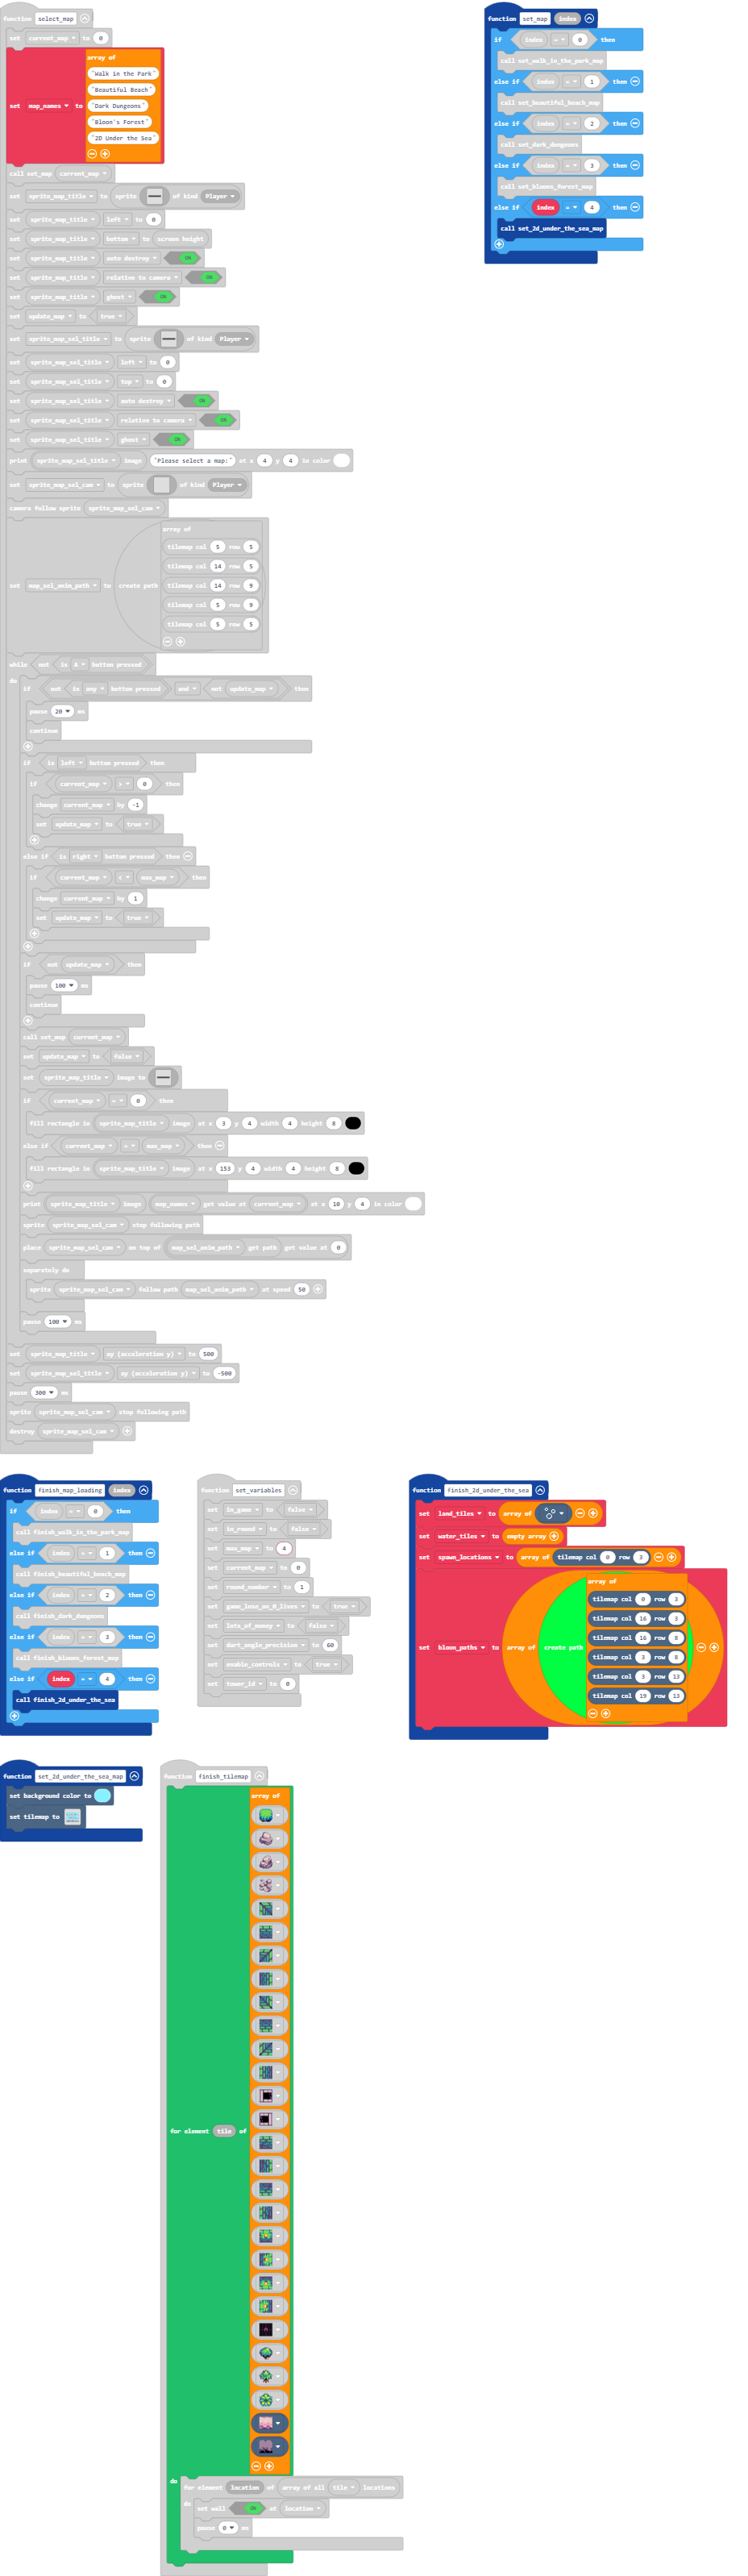 function select_map
set current_map to 0
set map_names to array of
"Walk in the Park"
"Beautiful Beach"
"Dark Dungeons"
"Bloon's Forest"
"2D Under the Sea"
call set_map current_map
set sprite_map_title to sprite of kind Player
set sprite_map_title left to 0
set sprite_map_title bottom to screen height
set sprite_map_title auto destroy ON
set sprite_map_title relative to camera ON
set sprite_map_title ghost ON
set update_map to true
set sprite_map_sel_title to sprite of kind Player
set sprite_map_sel_title left to 0
set sprite_map_sel_title top to 0
set sprite_map_sel_title auto destroy ON
set sprite_map_sel_title relative to camera ON
set sprite_map_sel_title ghost ON
print sprite_map_sel_title image "Please select a map:" at x 4 y 4 in color
set sprite_map_sel_cam to sprite of kind Player
camera follow sprite sprite_map_sel_cam
set map_sel_anim_path to create path array of
tilemap col 5 row 5
tilemap col 14 row 5
tilemap col 14 row 9
tilemap col 5 row 9
tilemap col 5 row 5
while not is A button pressed
do
if not is any button pressed and not update_map then
pause 20 ms
continue
if is left button pressed then
if current_map > 0 then
change current_map by -1
set update_map to true
else if is right button pressed then
if current_map < max_map then
change current_map by 1
set update_map to true
if not update_map then
pause 100 ms
continue
call set_map current_map
set update_map to false
set sprite_map_title image to
if current_map = 0 then
fill rectangle in sprite_map_title image at x 3 y 4 width 4 height 8
else if current_map = max_map then
fill rectangle in sprite_map_title image at x 153 y 4 width 4 height 8
print sprite_map_title image map_names get value at current_map at x 10 y 4 in color
sprite sprite_map_sel_cam stop following path
place sprite_map_sel_cam on top of map_sel_anim_path get path get value at 0
separately do
sprite sprite_map_sel_cam follow path map_sel_anim_path at speed 50
pause 100 ms
set sprite_map_title ay (acceleration y) to 500
set sprite_map_sel_title ay (acceleration y) to -500
pause 300 ms
sprite sprite_map_sel_cam stop following path
destroy sprite_map_sel_cam
function set_map index
if index = 0 then
call set_walk_in_the_park_map
else if index = 1 then
call set_beautiful_beach_map
else if index = 2 then
call set_dark_dungeons
else if index = 3 then
call set_bloons_forest_map
else if index = 4 then
call set_2d_under_the_sea_map
function finish_map_loading index
if index = 0 then
call finish_walk_in_the_park_map
else if index = 1 then
call finish_beautiful_beach_map
else if index = 2 then
call finish_dark_dungeons
else if index = 3 then
call finish_bloons_forest_map
else if index = 4 then
call finish_2d_under_the_sea
function set_variables
set in_game to false
set in_round to false
set max_map to 4
set current_map to 0
set round_number to 1
set game_lose_on_0_lives to true
set lots_of_money to false
set dart_angle_precision to 60
set enable_controls to true
set tower_id to 0
function finish_2d_under_the_sea
set land_tiles to array of
set water_tiles to empty array
set spawn_locations to array of tilemap col 0 row 3
set bloon_paths to array of create path array of
tilemap col 0 row 3
tilemap col 16 row 3
tilemap col 16 row 8
tilemap col 3 row 8
tilemap col 3 row 13
tilemap col 19 row 13
function set_2d_under_the_sea_map
set background color to
set tilemap to
function finish_tilemap
for element tile of array of
do
for element location of array of all tile locations
do
set wall ON at location
pause 0 ms